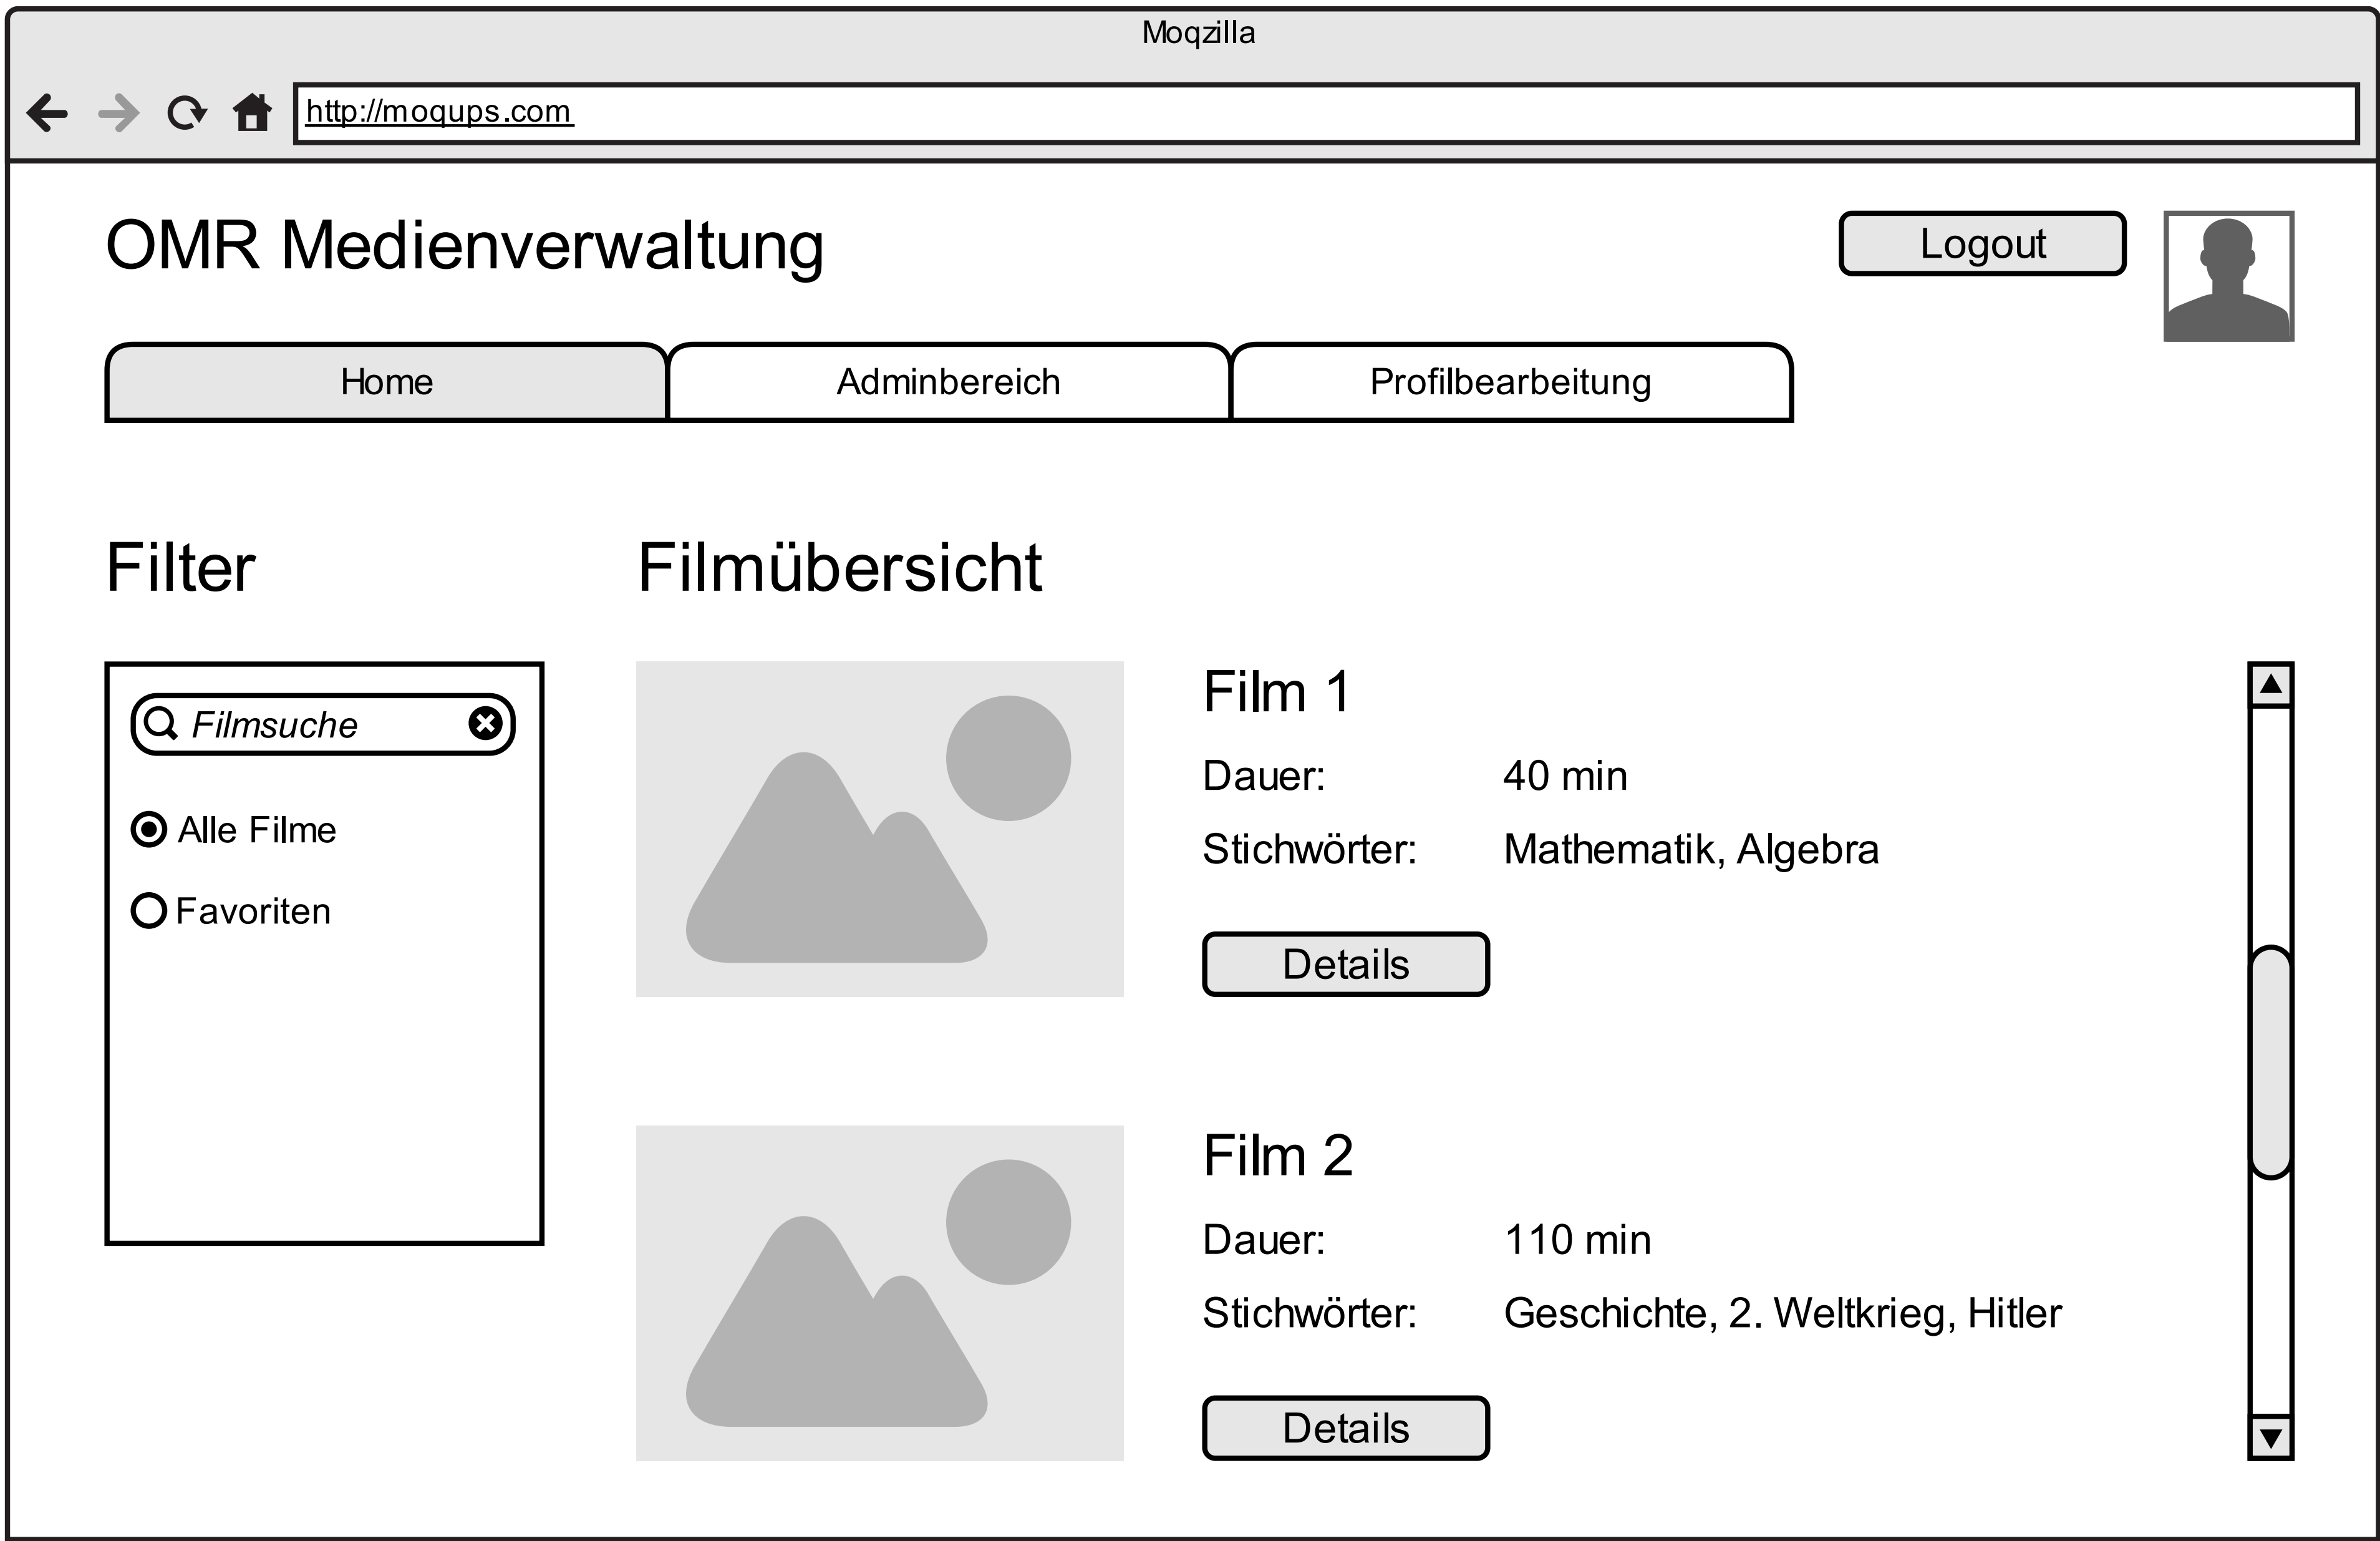 Moqzilla
http://moqups.com
OMR Medienverwaltung
Logout
Home
Adminbereich
Profilbearbeitung
Filter
Filmübersicht
Filmsuche
Alle Filme
Favoriten
Film 1
Dauer: 40 min
Stichwörter: Mathematik, Algebra
Details
Film 2
Dauer: 110 min
Stichwörter: Geschichte, 2. Weltkrieg, Hitler
Details